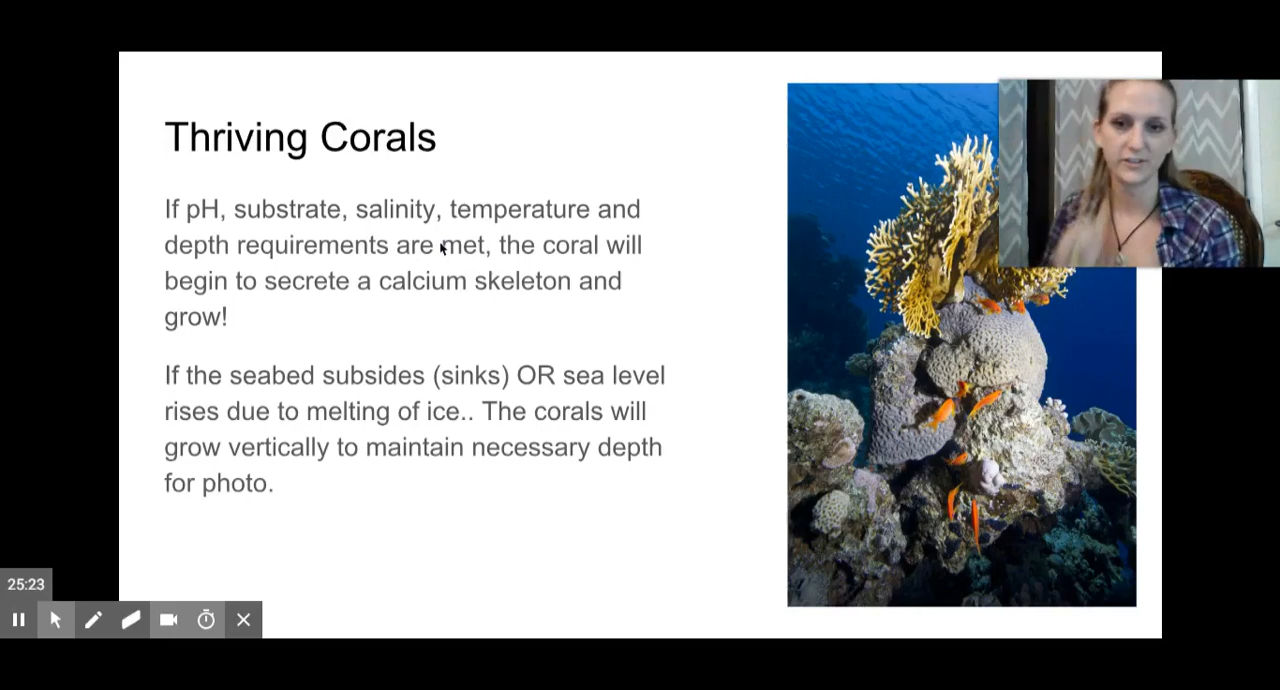 Thriving Corals
If pH, substrate, salinity, temperature and
depth requirements are met, the coral will
begin to secrete a calcium skeleton and
grow!
If the seabed subsides (sinks) OR sea level
rises due to melting of ice.. The corals will
grow vertically to maintain necessary depth
for photo.
25:23